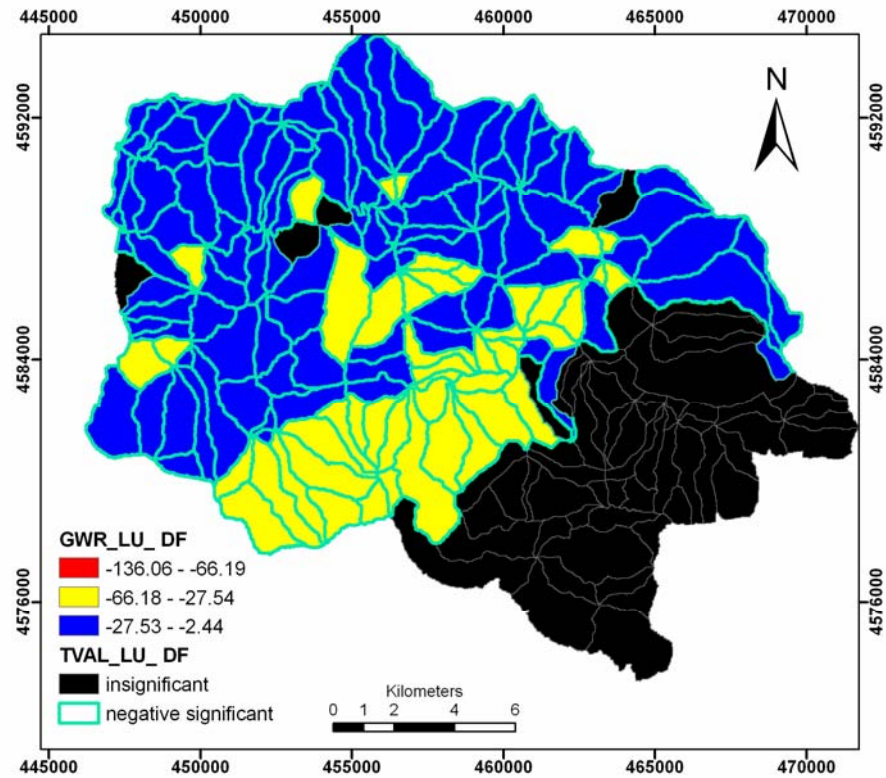 445000 450000 455000 460000 465000 470000
N
4592000 4592000
4584000 4584000
4576000 4576000
GWR_LU_ DF
-136.06 - -66.19
-66.18 - -27.54
-27.53 - -2.44
TVAL_LU_ DF
insignificant
negative significant
Kilometers
0 1 2 4 6
445000 450000 455000 460000 465000 470000